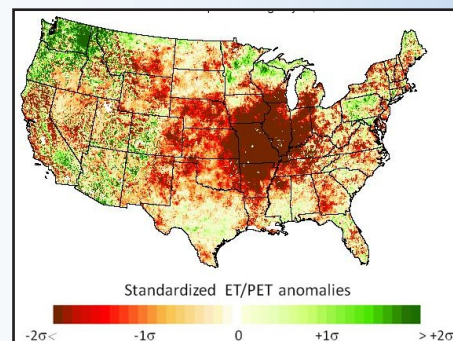 Standardized ET/PET anomalies
-2σ< -1σ 0 +1σ > +2σ